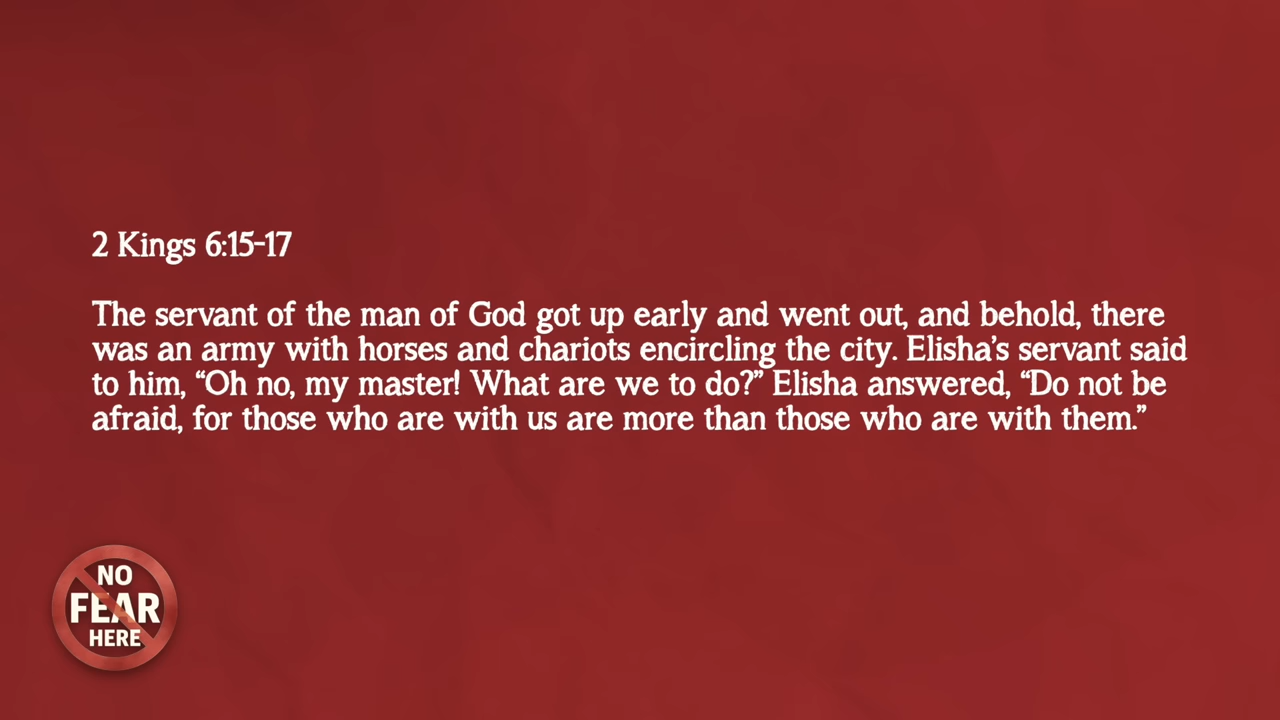 2 Kings 6:15-17
The servant of the man of God got up early and went out, and behold, there
was an army with horses and chariots encircling the city. Elisha’s servant said
to him, “Oh no, my master! What are we to do?” Elisha answered, “Do not be
afraid, for those who are with us are more than those who are with them.”
NO
FEAR
HERE